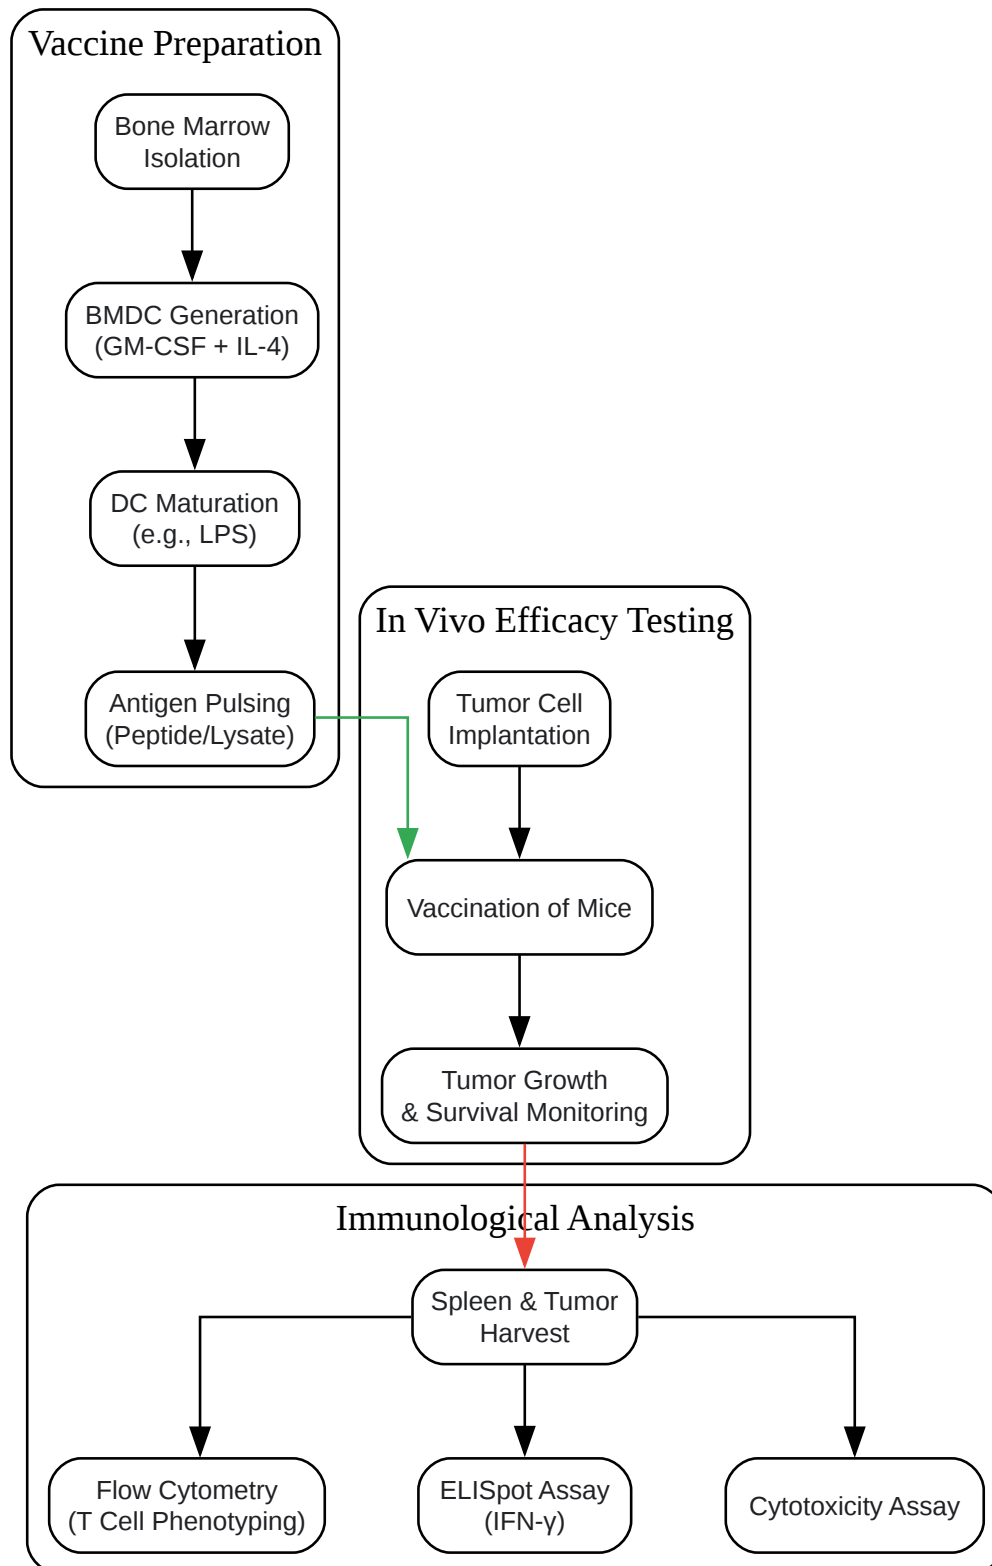 Vaccine Preparation
Bone Marrow
Isolation
BMDC Generation
(GM-CSF + IL-4)
DC Maturation
(e.g., LPS)
Antigen Pulsing
(Peptide/Lysate)
In Vivo Efficacy Testing
Tumor Cell
Implantation
Vaccination of Mice
Tumor Growth
& Survival Monitoring
Immunological Analysis
Spleen & Tumor
Harvest
Flow Cytometry
(T Cell Phenotyping)
ELISpot Assay
(IFN-γ)
Cytotoxicity Assay